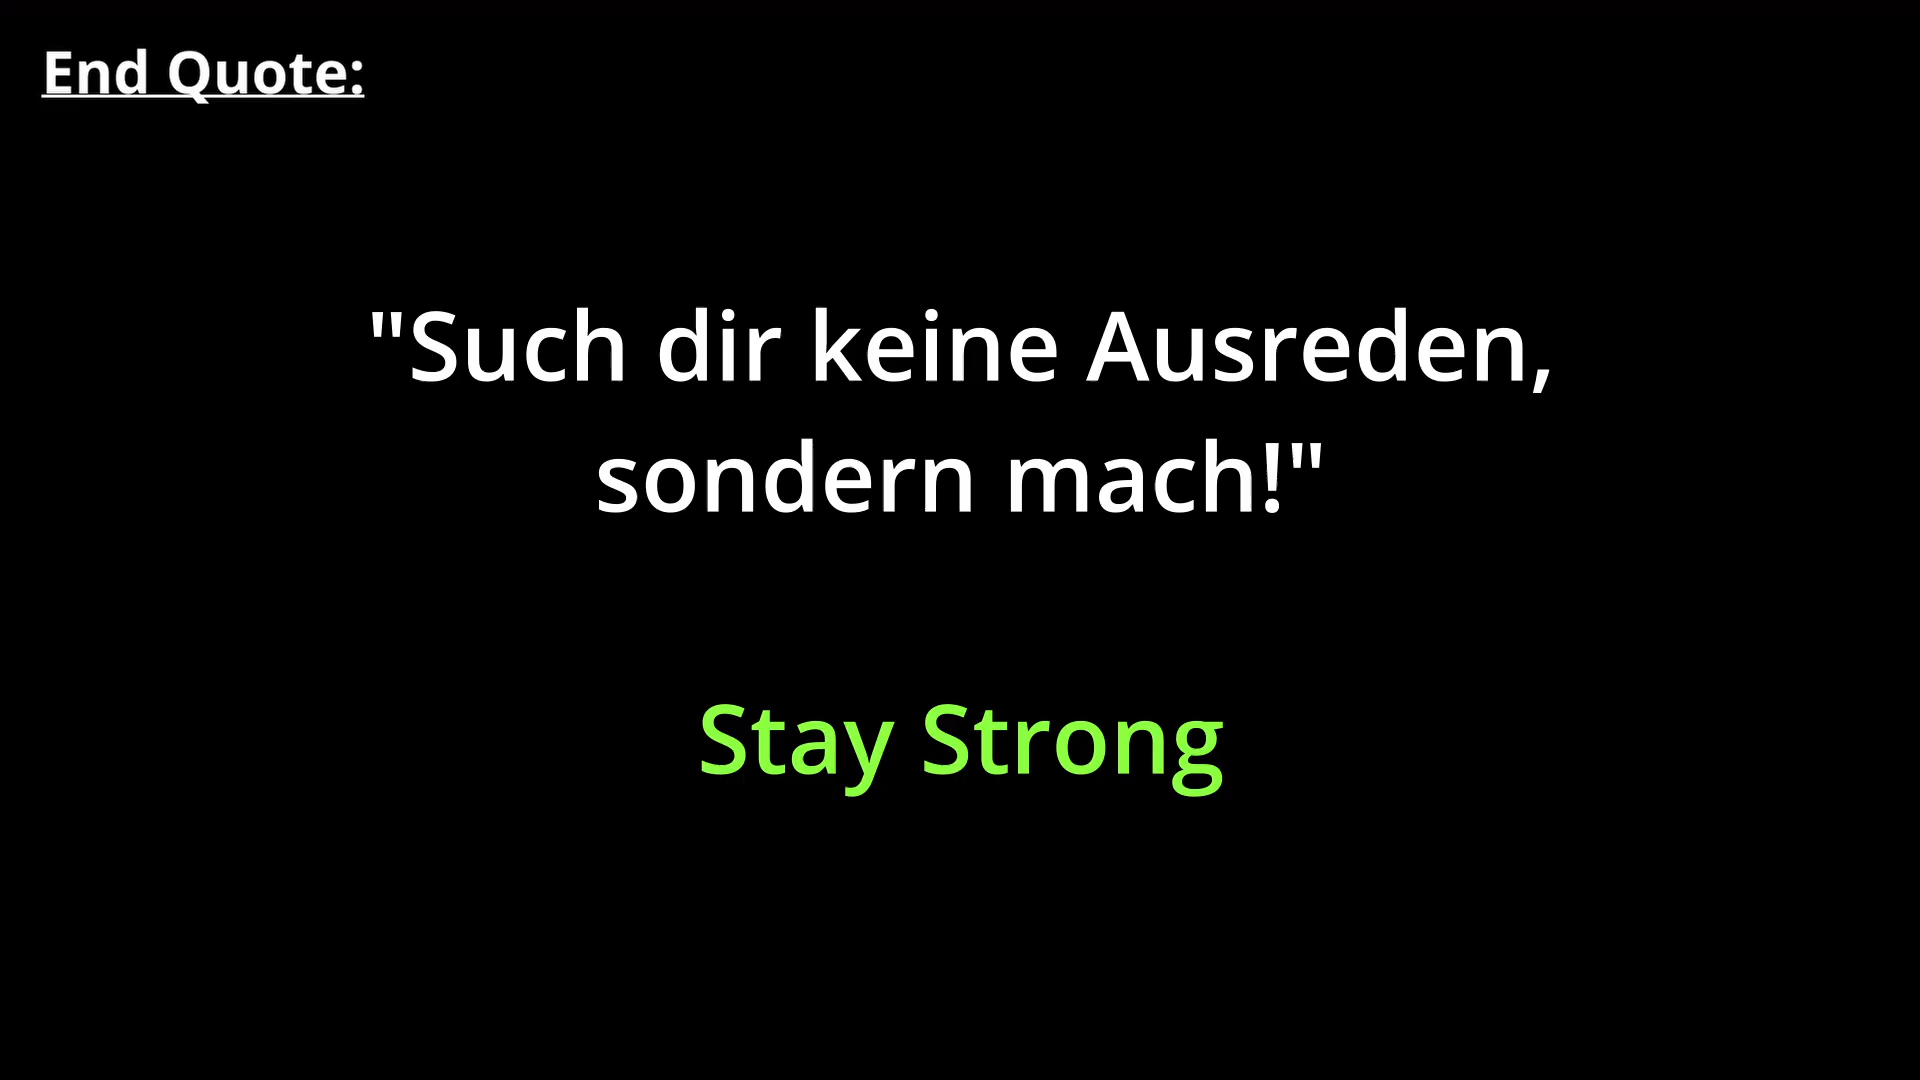 End Quote:
"Such dir keine Ausreden,
sondern mach!"
Stay Strong